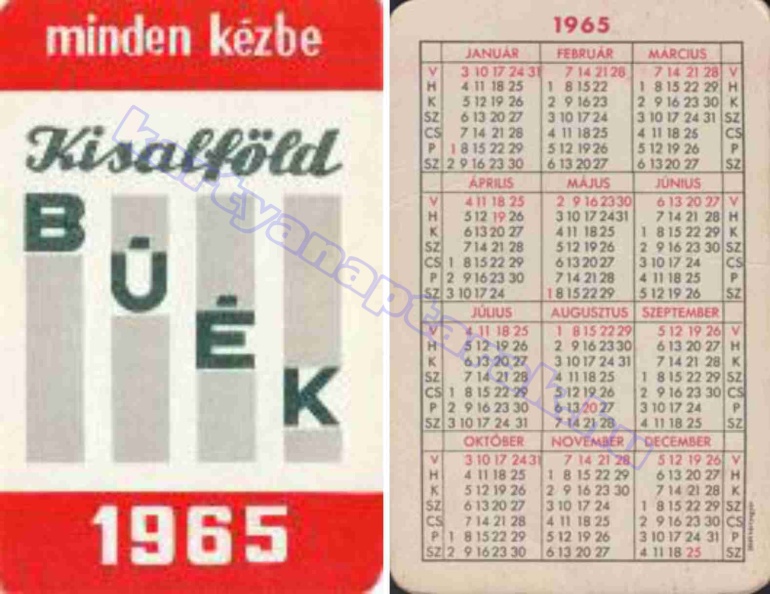 minden kézbe
Kisalföld
BÚÉK
1965
1965
JANUÁR FEBRUÁR MÁRCIUS
V 3 10 17 24 31 7 14 21 28 7 14 21 28 V
H 4 11 18 25 1 8 15 22 1 8 15 22 29 H
K 5 12 19 26 2 9 16 23 2 9 16 23 30 K
SZ 6 13 20 27 3 10 17 24 3 10 17 24 31 SZ
CS 7 14 21 28 4 11 18 25 4 11 18 25 CS
P 1 8 15 22 29 5 12 19 26 5 12 19 26 P
SZ 2 9 16 23 30 6 13 20 27 6 13 20 27 SZ
ÁPRILIS MÁJUS JÚNIUS
V 4 11 18 25 2 9 16 23 30 6 13 20 27 V
H 5 12 19 26 3 10 17 24 31 7 14 21 28 H
K 6 13 20 27 4 11 18 25 1 8 15 22 29 K
SZ 7 14 21 28 5 12 19 26 2 9 16 23 30 SZ
CS 1 8 15 22 29 6 13 20 27 3 10 17 24 CS
P 2 9 16 23 30 7 14 21 28 4 11 18 25 P
SZ 3 10 17 24 1 8 15 22 29 5 12 19 26 SZ
JÚLIUS AUGUSZTUS SZEPTEMBER
V 4 11 18 25 1 8 15 22 29 5 12 19 26 V
H 5 12 19 26 2 9 16 23 30 6 13 20 27 H
K 6 13 20 27 3 10 17 24 31 7 14 21 28 K
SZ 7 14 21 28 4 11 18 25 1 8 15 22 29 SZ
CS 1 8 15 22 29 5 12 19 26 2 9 16 23 30 CS
P 2 9 16 23 30 6 13 20 27 3 10 17 24 P
SZ 3 10 17 24 31 7 14 21 28 4 11 18 25 SZ
OKTÓBER NOVEMBER DECEMBER
V 3 10 17 24 31 7 14 21 28 5 12 19 26 V
H 4 11 18 25 1 8 15 22 29 6 13 20 27 H
K 5 12 19 26 2 9 16 23 30 7 14 21 28 K
SZ 6 13 20 27 3 10 17 24 1 8 15 22 29 SZ
CS 7 14 21 28 4 11 18 25 2 9 16 23 30 CS
P 1 8 15 22 29 5 12 19 26 3 10 17 24 31 P
SZ 2 9 16 23 30 6 13 20 27 4 11 18 25 SZ